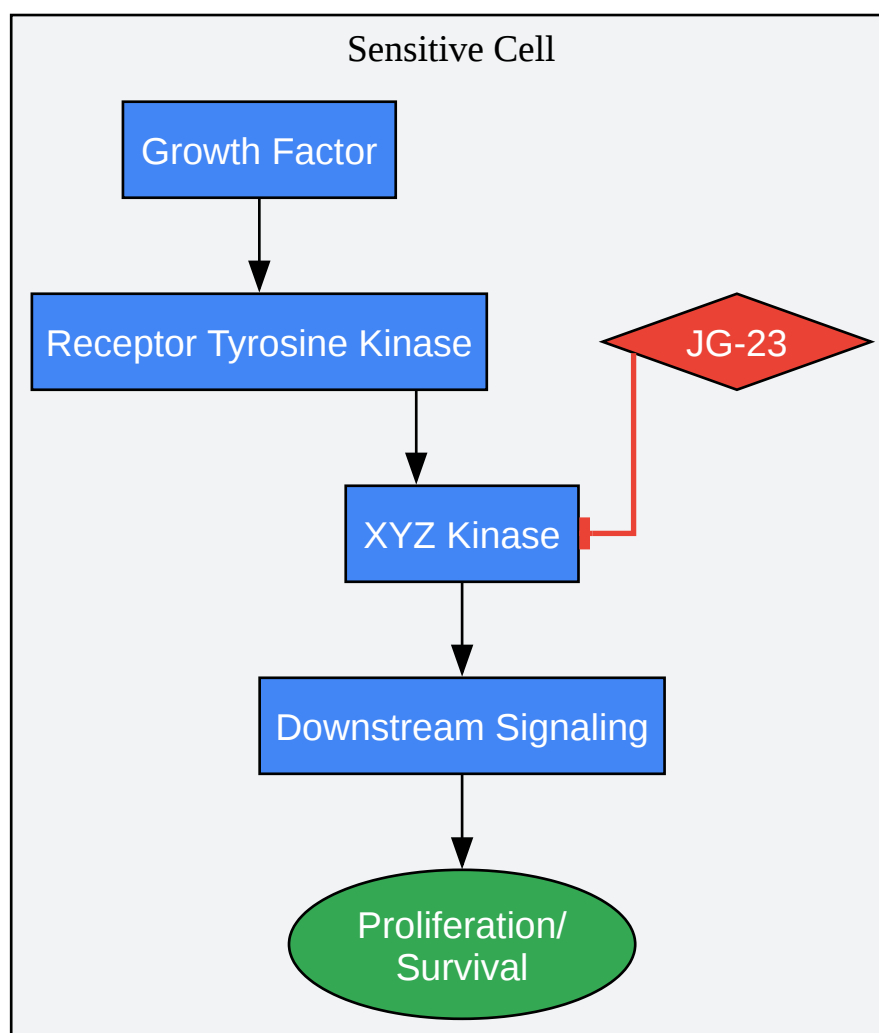 Sensitive Cell
Growth Factor
Receptor Tyrosine Kinase
JG-23
XYZ Kinase
Downstream Signaling
Proliferation/
Survival